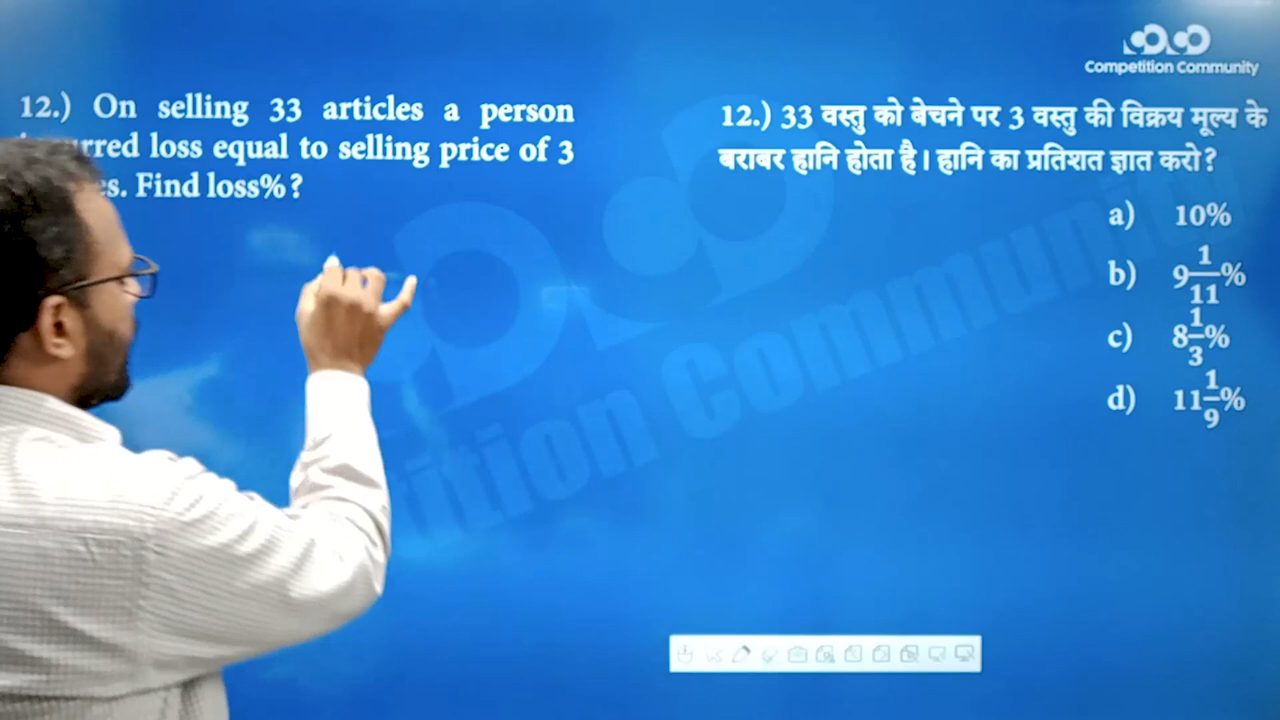 Competition Community
12.) On selling 33 articles a person
loss equal to selling price of 3
Find loss%?
12.) 33 वस्तु को बेचने पर 3 वस्तु की विक्रय मूल्य के
बराबर हानि होता है। हानि का प्रतिशत ज्ञात करो?
a) 10%
b) 9 1/11%
c) 8 1/3%
d) 11 1/9%
Community